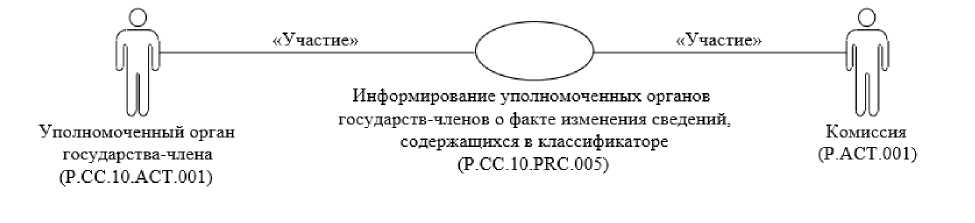 «Участие»
«Участие»
Информирование уполномоченных органов
государств-членов о факте изменения сведений,
содержащихся в классификаторе
(P.CC.10.PRC.005)
Уполномоченный орган
государства-члена
(P.CC.10.ACT.001)
Комиссия
(P.ACT.001)